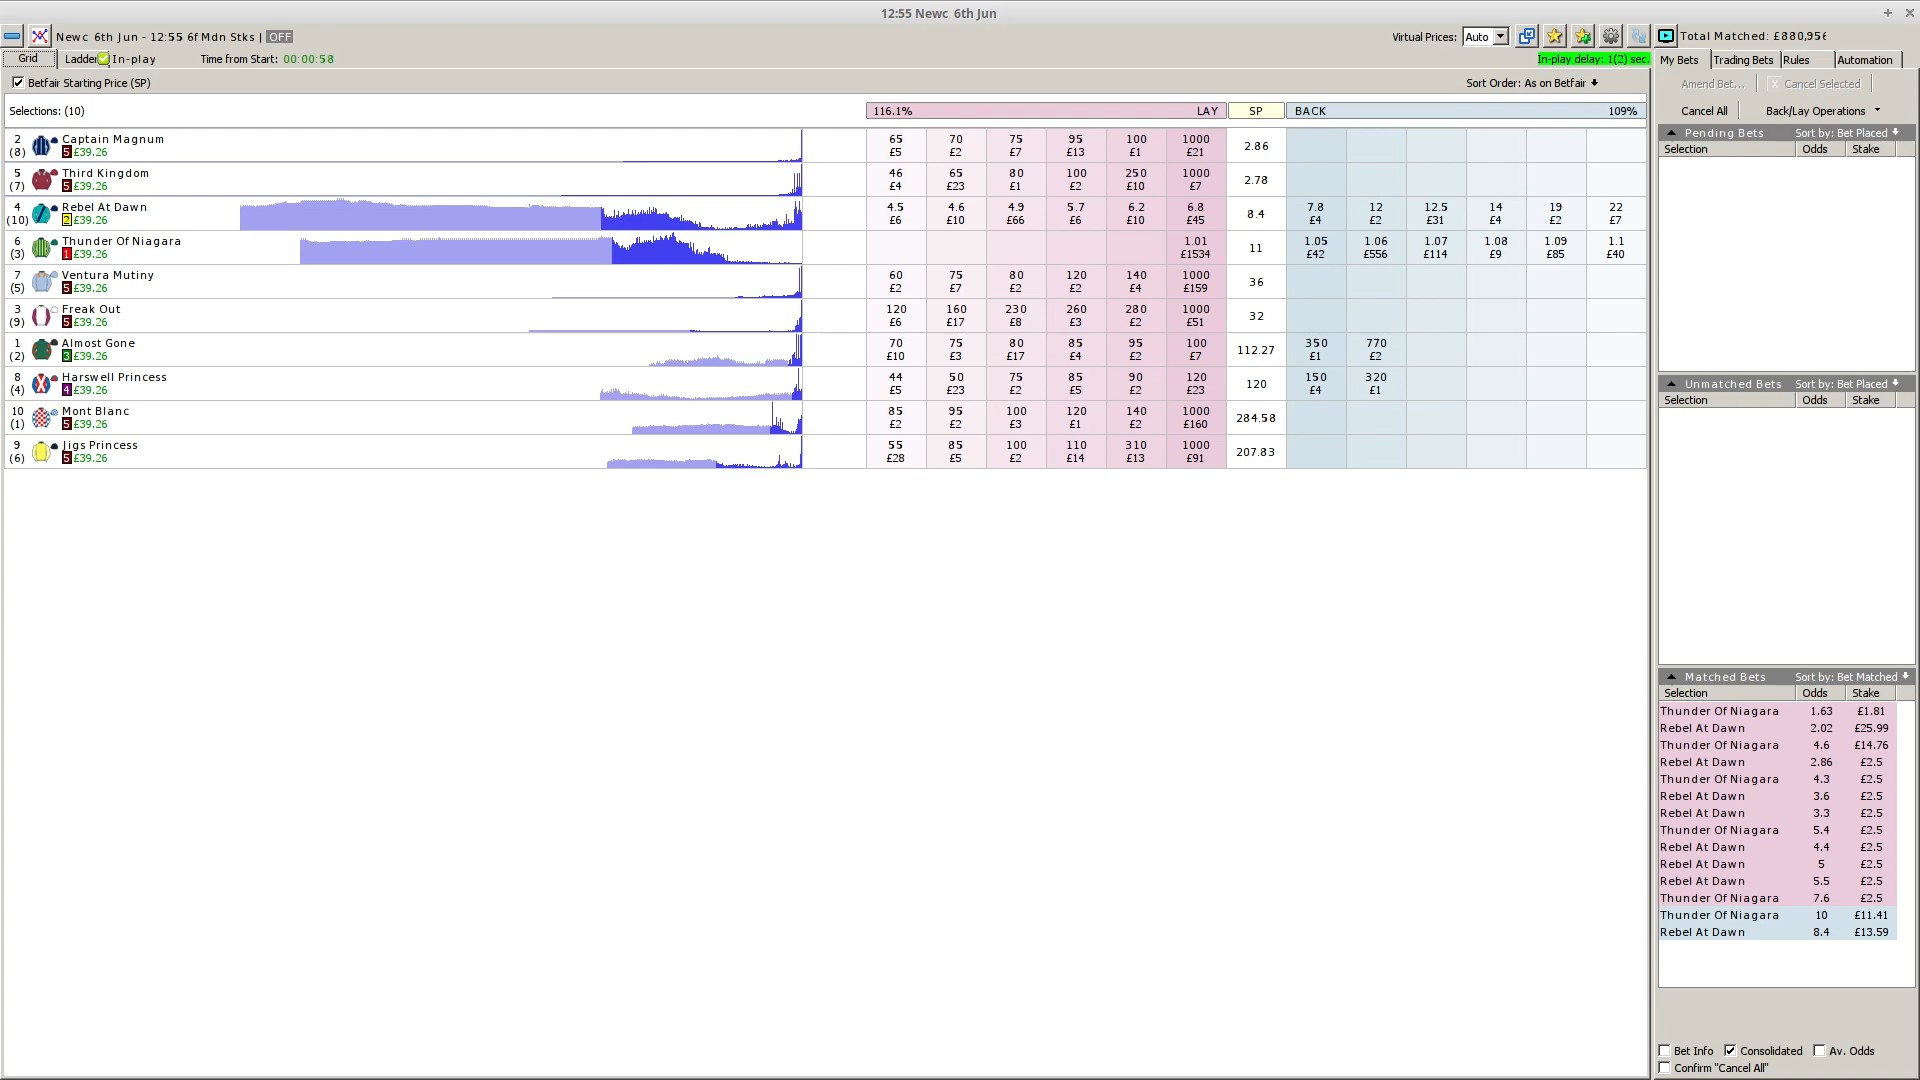 12:55 Newc 6th Jun
Newc 6th Jun - 12:55 6f Mdn Stks | OFF
Virtual Prices: Auto
Total Matched: £880,956
Grid Ladder In-play Time from Start: 00:00:58
In-play delay: 1(2) sec.
My Bets Trading Bets Rules Automation
Betfair Starting Price (SP)
Sort Order: As on Betfair
Amend Bet... X Cancel Selected
Cancel All Back/Lay Operations
Selections: (10) 116.1% LAY SP BACK 109%
2 Captain Magnum 65 70 75 95 100 1000 2.86
(8) 5 £39.26 £5 £2 £7 £13 £1 £21
5 Third Kingdom 46 65 80 100 250 1000 2.78
(7) 5 £39.26 £4 £23 £1 £2 £10 £7
4 Rebel At Dawn 4.5 4.6 4.9 5.7 6.2 6.8 8.4 7.8 12 12.5 14 19 22
(10) 2 £39.26 £6 £10 £66 £6 £10 £45 £4 £2 £31 £4 £2 £7
6 Thunder Of Niagara 1.01 11 1.05 1.06 1.07 1.08 1.09 1.1
(3) 1 £39.26 £1534 £42 £556 £114 £9 £85 £40
7 Ventura Mutiny 60 75 80 120 140 1000 36
(5) 5 £39.26 £2 £7 £2 £2 £4 £159
3 Freak Out 120 160 230 260 280 1000 32
(9) 5 £39.26 £6 £17 £8 £3 £2 £51
1 Almost Gone 70 75 80 85 95 100 112.27 350 770
(2) 3 £39.26 £10 £3 £17 £4 £2 £7 £1 £2
8 Harswell Princess 44 50 75 85 90 120 120 150 320
(4) 4 £39.26 £5 £23 £2 £5 £2 £23 £4 £1
10 Mont Blanc 85 95 100 120 140 1000 284.58
(1) 5 £39.26 £2 £2 £3 £1 £2 £160
9 Jigs Princess 55 85 100 110 310 1000 207.83
(6) 5 £39.26 £28 £5 £2 £14 £13 £91
Pending Bets Sort by: Bet Placed
Selection Odds Stake
Unmatched Bets Sort by: Bet Placed
Selection Odds Stake
Matched Bets Sort by: Bet Matched
Selection Odds Stake
Thunder Of Niagara 1.63 £1.81
Rebel At Dawn 2.02 £25.99
Thunder Of Niagara 4.6 £14.76
Rebel At Dawn 2.86 £2.5
Thunder Of Niagara 4.3 £2.5
Rebel At Dawn 3.6 £2.5
Rebel At Dawn 3.3 £2.5
Thunder Of Niagara 5.4 £2.5
Rebel At Dawn 4.4 £2.5
Rebel At Dawn 5 £2.5
Rebel At Dawn 5.5 £2.5
Thunder Of Niagara 7.6 £2.5
Thunder Of Niagara 10 £11.41
Rebel At Dawn 8.4 £13.59
Bet Info Consolidated Av. Odds
Confirm "Cancel All"